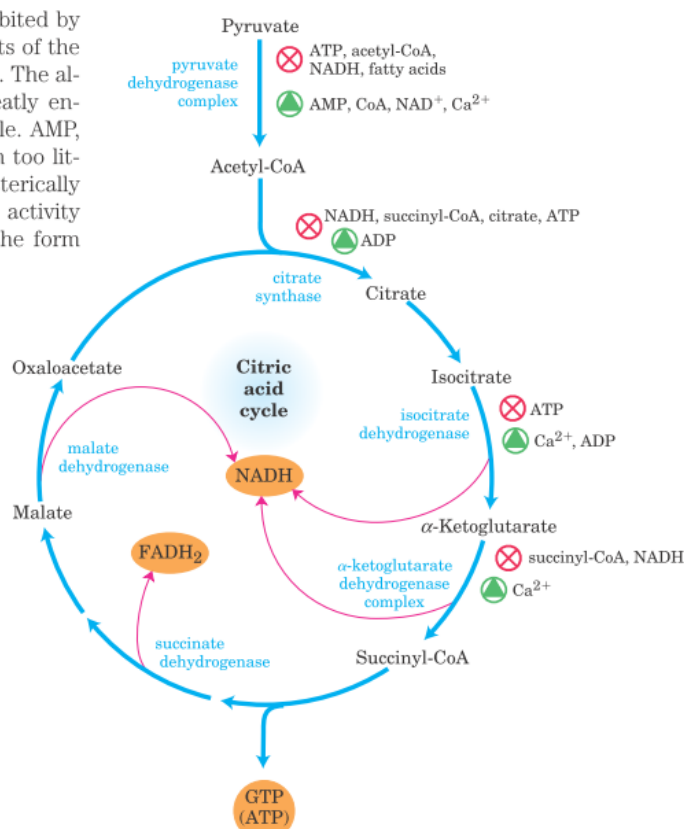 bited by
ts of the
. The al-
eatly en-
le. AMP,
n too lit-
terically
activity
he form
Pyruvate
pyruvate
dehydrogenase
complex
ATP, acetyl-CoA,
NADH, fatty acids
AMP, CoA, NAD⁺, Ca²⁺
Acetyl-CoA
NADH, succinyl-CoA, citrate, ATP
ADP
citrate
synthase
Citrate
Oxaloacetate
Citric
acid
cycle
Isocitrate
isocitrate
dehydrogenase
ATP
Ca²⁺, ADP
malate
dehydrogenase
NADH
Malate
α-Ketoglutarate
FADH₂
succinyl-CoA, NADH
α-ketoglutarate
dehydrogenase
complex
Ca²⁺
succinate
dehydrogenase
Succinyl-CoA
GTP
(ATP)